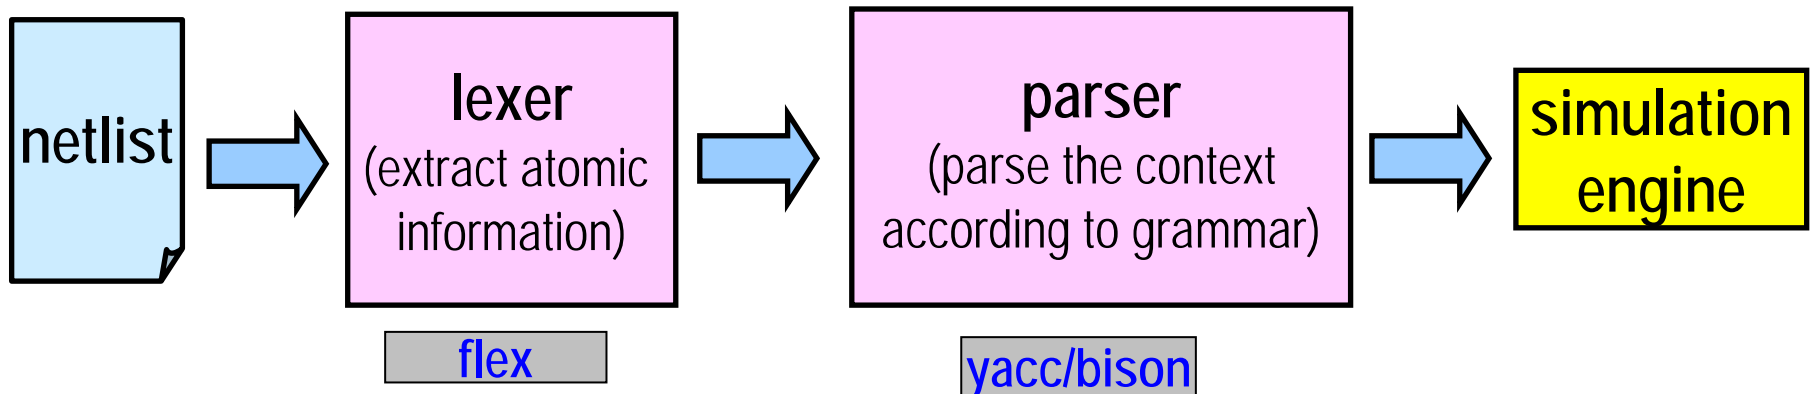 netlist
lexer
(extract atomic
information)
flex
parser
(parse the context
according to grammar)
yacc/bison
simulation
engine